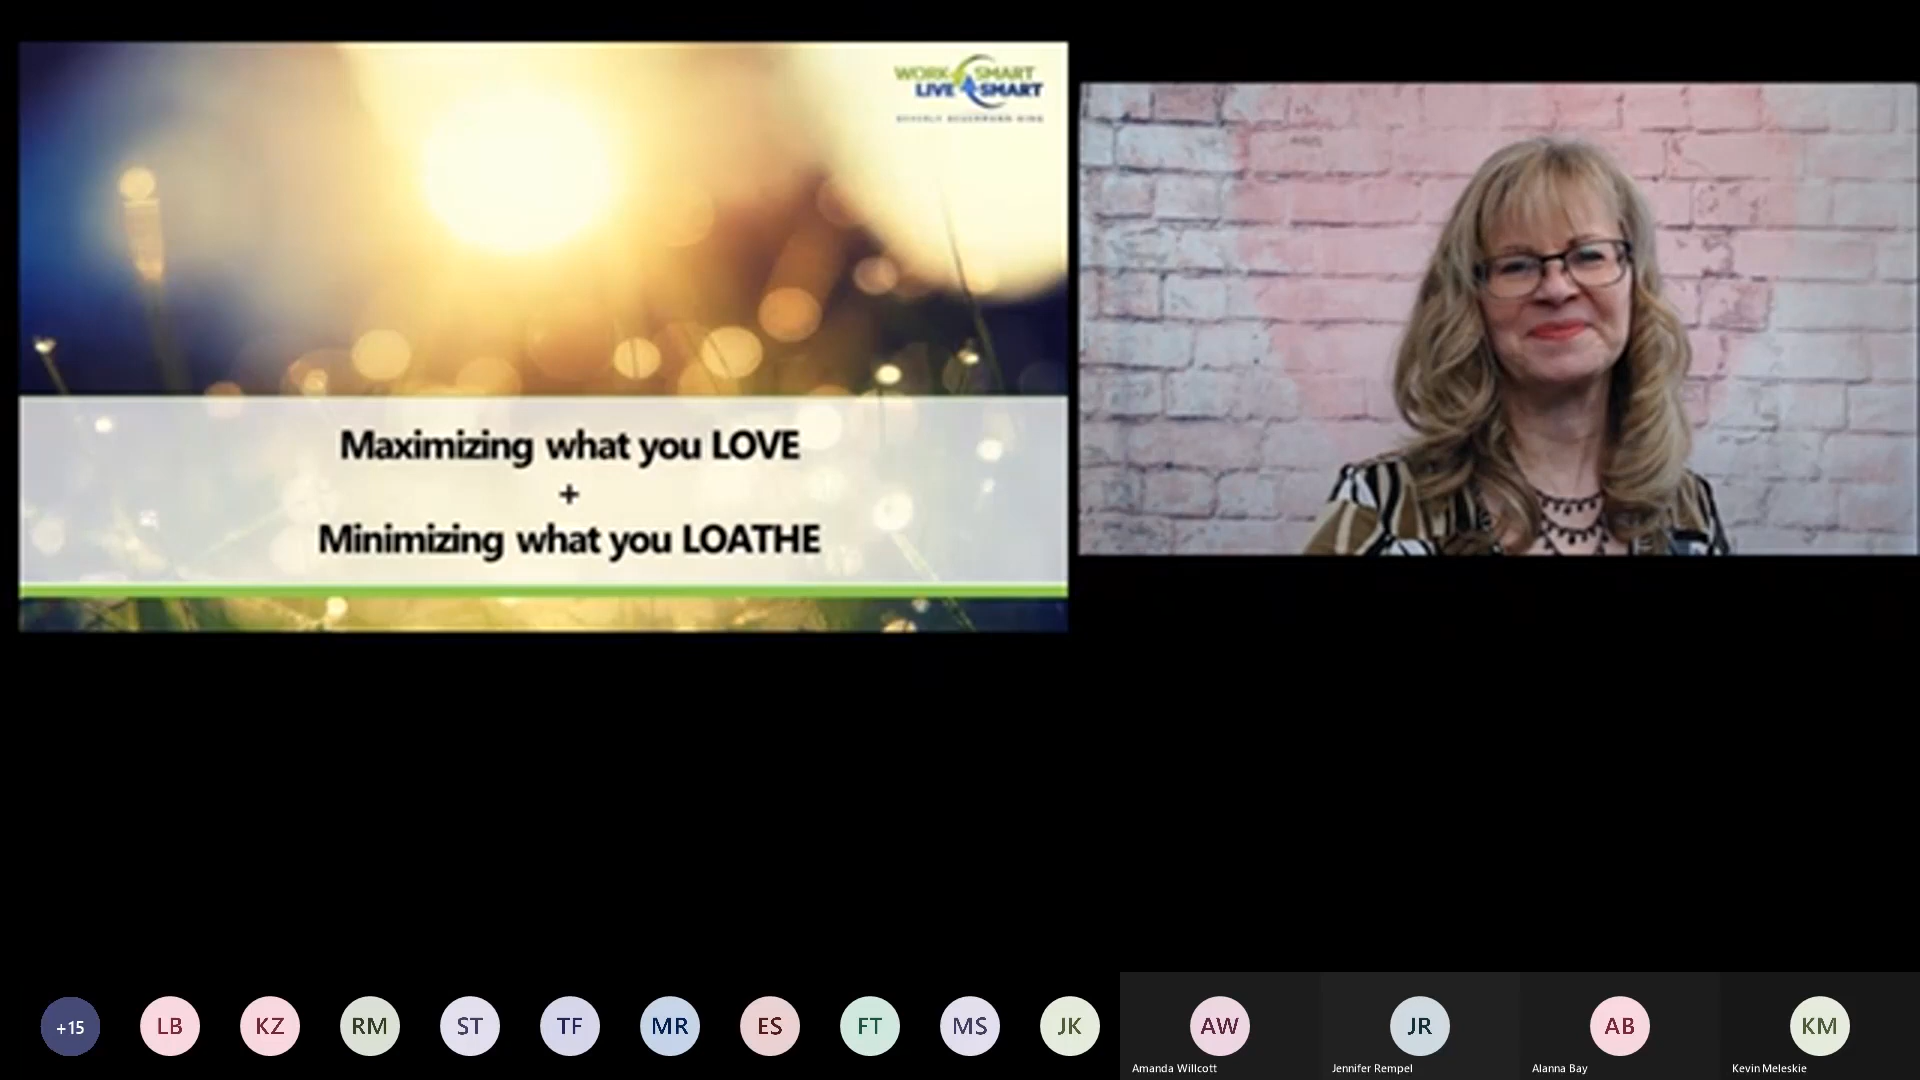 WORK SMART
LIVE SMART
Maximizing what you LOVE
+
Minimizing what you LOATHE
+15
LB
KZ
RM
ST
TF
MR
ES
FT
MS
JK
AW
JR
AB
KM
Amanda Willcott
Jennifer Rempel
Alanna Bay
Kevin Meleskie